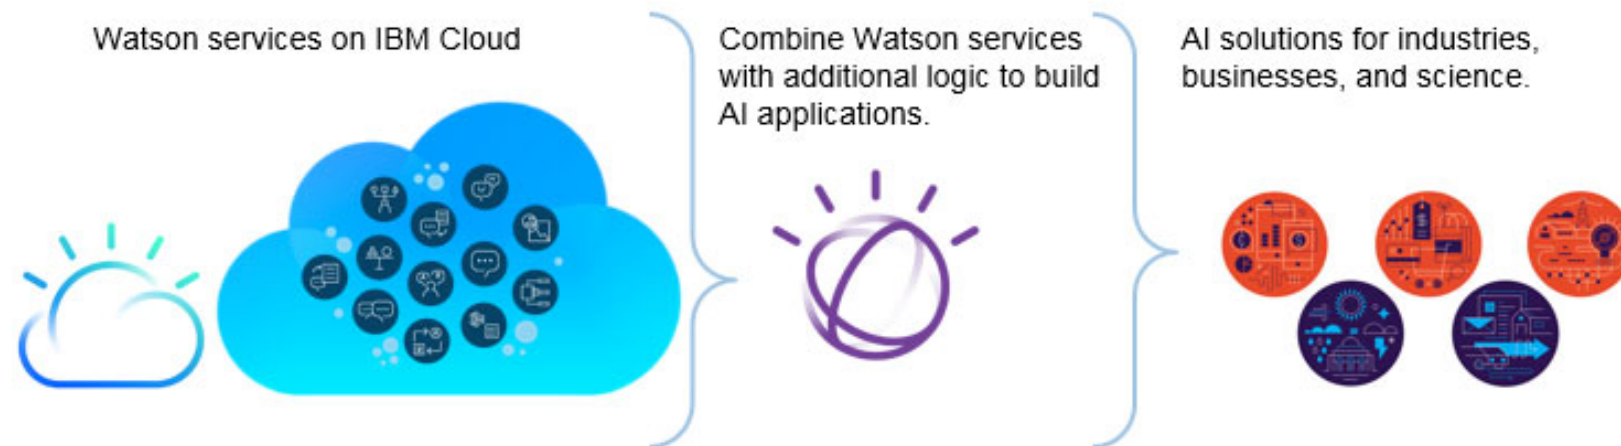 Watson services on IBM Cloud
Combine Watson services
with additional logic to build
AI applications.
AI solutions for industries,
businesses, and science.